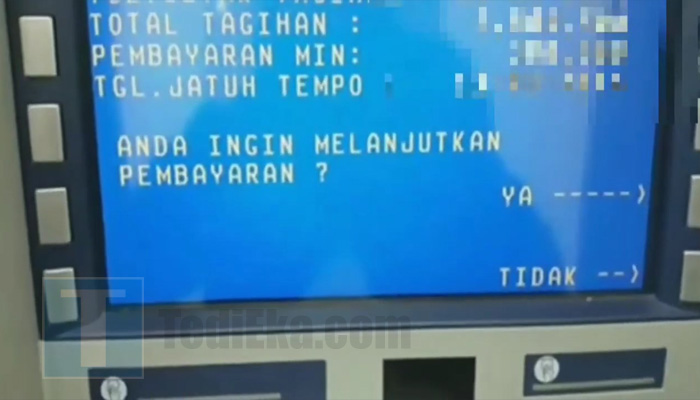 TOTAL TAGIHAN :
PEMBAYARAN MIN:
TGL.JATUH TEMPO
ANDA INGIN MELANJUTKAN
PEMBAYARAN ?
YA ----->
TIDAK -->
T
TodiEka.com